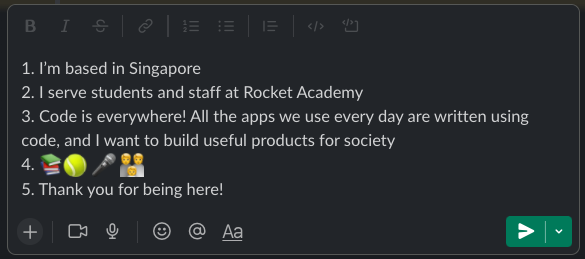 B I S
1. I'm based in Singapore
2. I serve students and staff at Rocket Academy
3. Code is everywhere! All the apps we use every day are written using
code, and I want to build useful products for society
4. 📚🎾 🎤 👨‍👩‍👦
5. Thank you for being here!
+ @ Aa